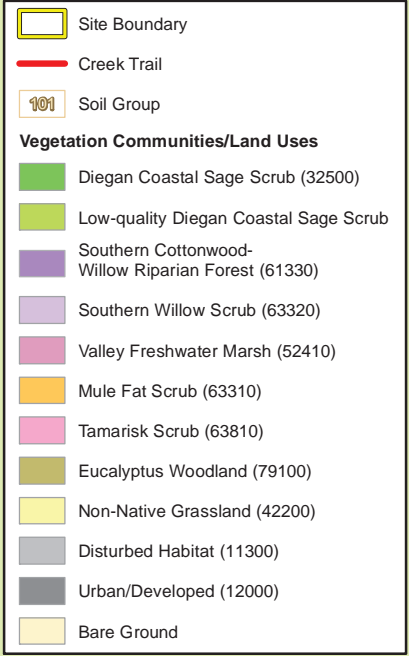 Site Boundary
Creek Trail
101 Soil Group
Vegetation Communities/Land Uses
Diegan Coastal Sage Scrub (32500)
Low-quality Diegan Coastal Sage Scrub
Southern Cottonwood-
Willow Riparian Forest (61330)
Southern Willow Scrub (63320)
Valley Freshwater Marsh (52410)
Mule Fat Scrub (63310)
Tamarisk Scrub (63810)
Eucalyptus Woodland (79100)
Non-Native Grassland (42200)
Disturbed Habitat (11300)
Urban/Developed (12000)
Bare Ground